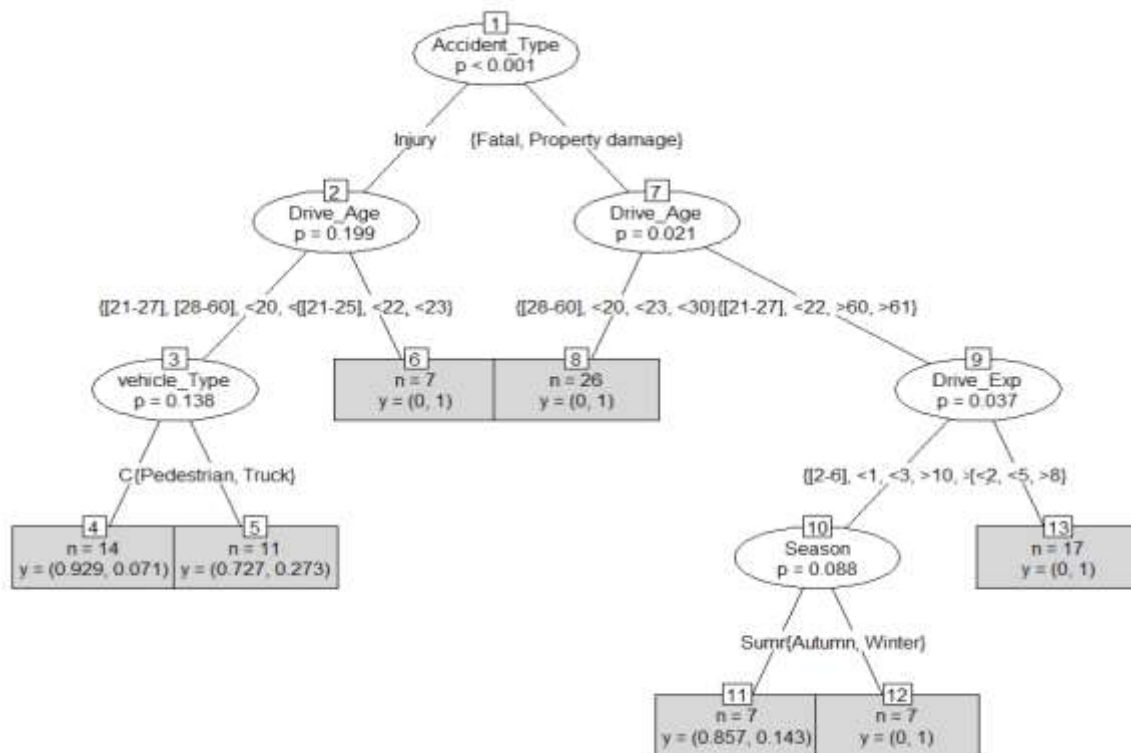 1
Accident_Type
p < 0.001
Injury
{Fatal, Property damage}
2
Drive_Age
p = 0.199
7
Drive_Age
p = 0.021
{[21-27], [28-60], <20, <{[21-25], <22, <23}
{[28-60], <20, <23, <30}{[21-27], <22, >60, >61}
3
vehicle_Type
p = 0.138
6
n = 7
y = (0, 1)
8
n = 26
y = (0, 1)
9
Drive_Exp
p = 0.037
C{Pedestrian, Truck}
{[2-6], <1, <3, >10, >{<2, <5, >8}
4
n = 14
y = (0.929, 0.071)
5
n = 11
y = (0.727, 0.273)
10
Season
p = 0.088
13
n = 17
y = (0, 1)
Sumr{Autumn, Winter}
11
n = 7
y = (0.857, 0.143)
12
n = 7
y = (0, 1)